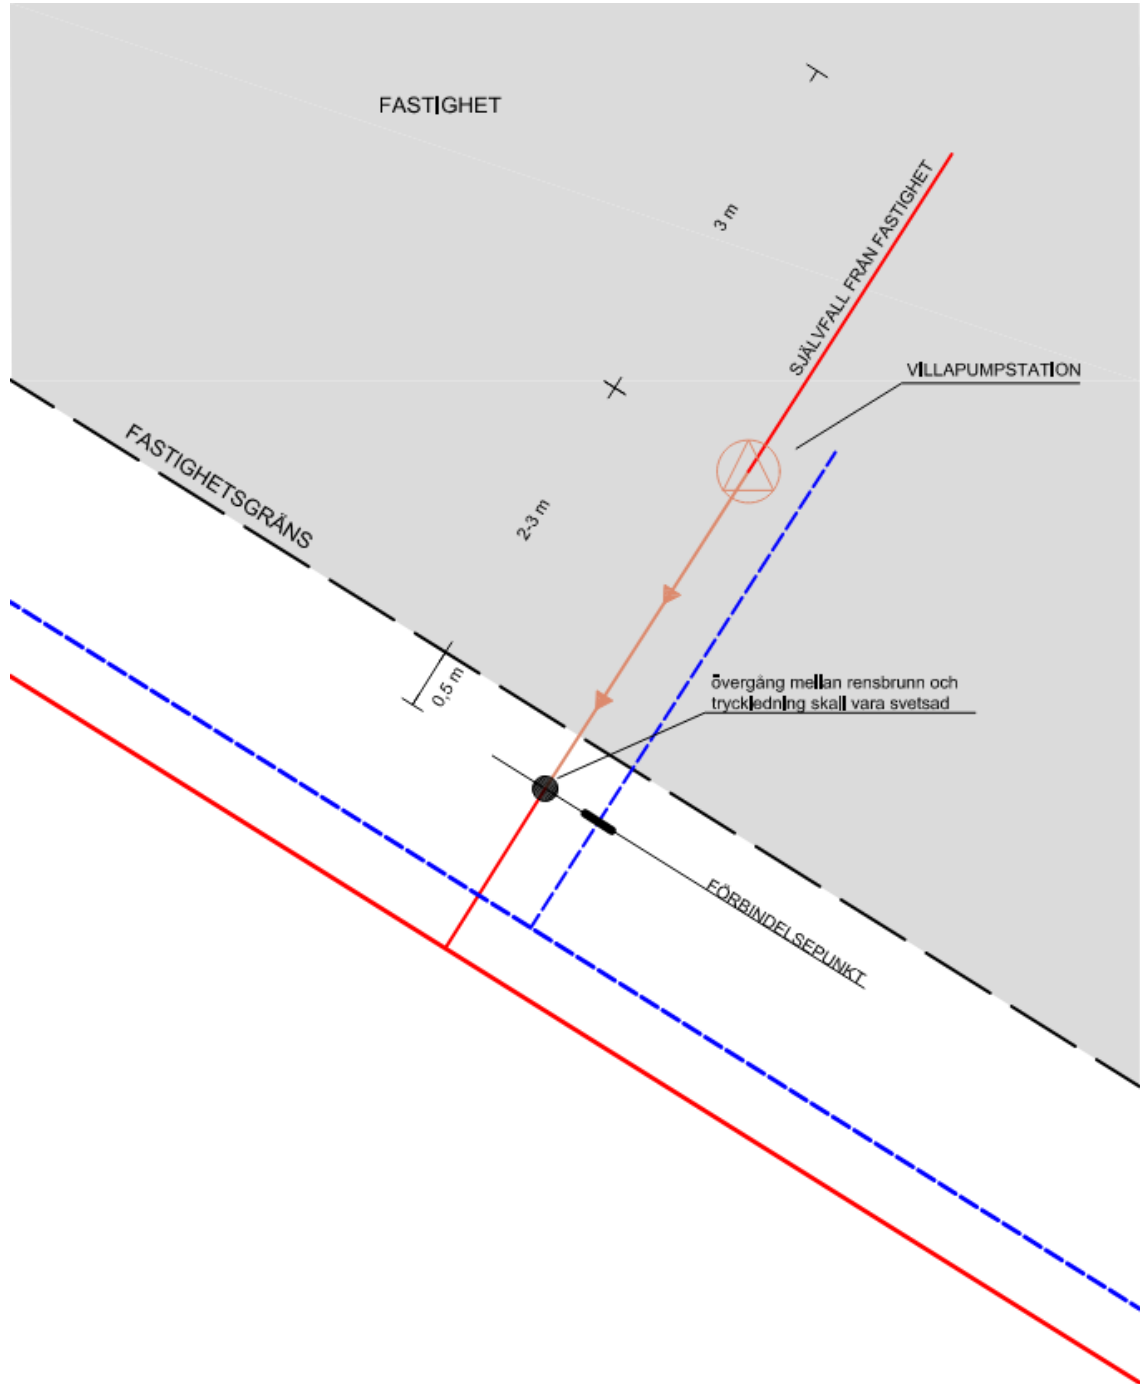 FASTIGHET
3 m
SJÄLVFALL FRÅN FASTIGHET
VILLAPUMPSTATION
FASTIGHETSGRÄNS
2-3 m
0,5 m
övergång mellan rensbrunn och
tryckledning skall vara svetsad
FÖRBINDELSEPUNKT